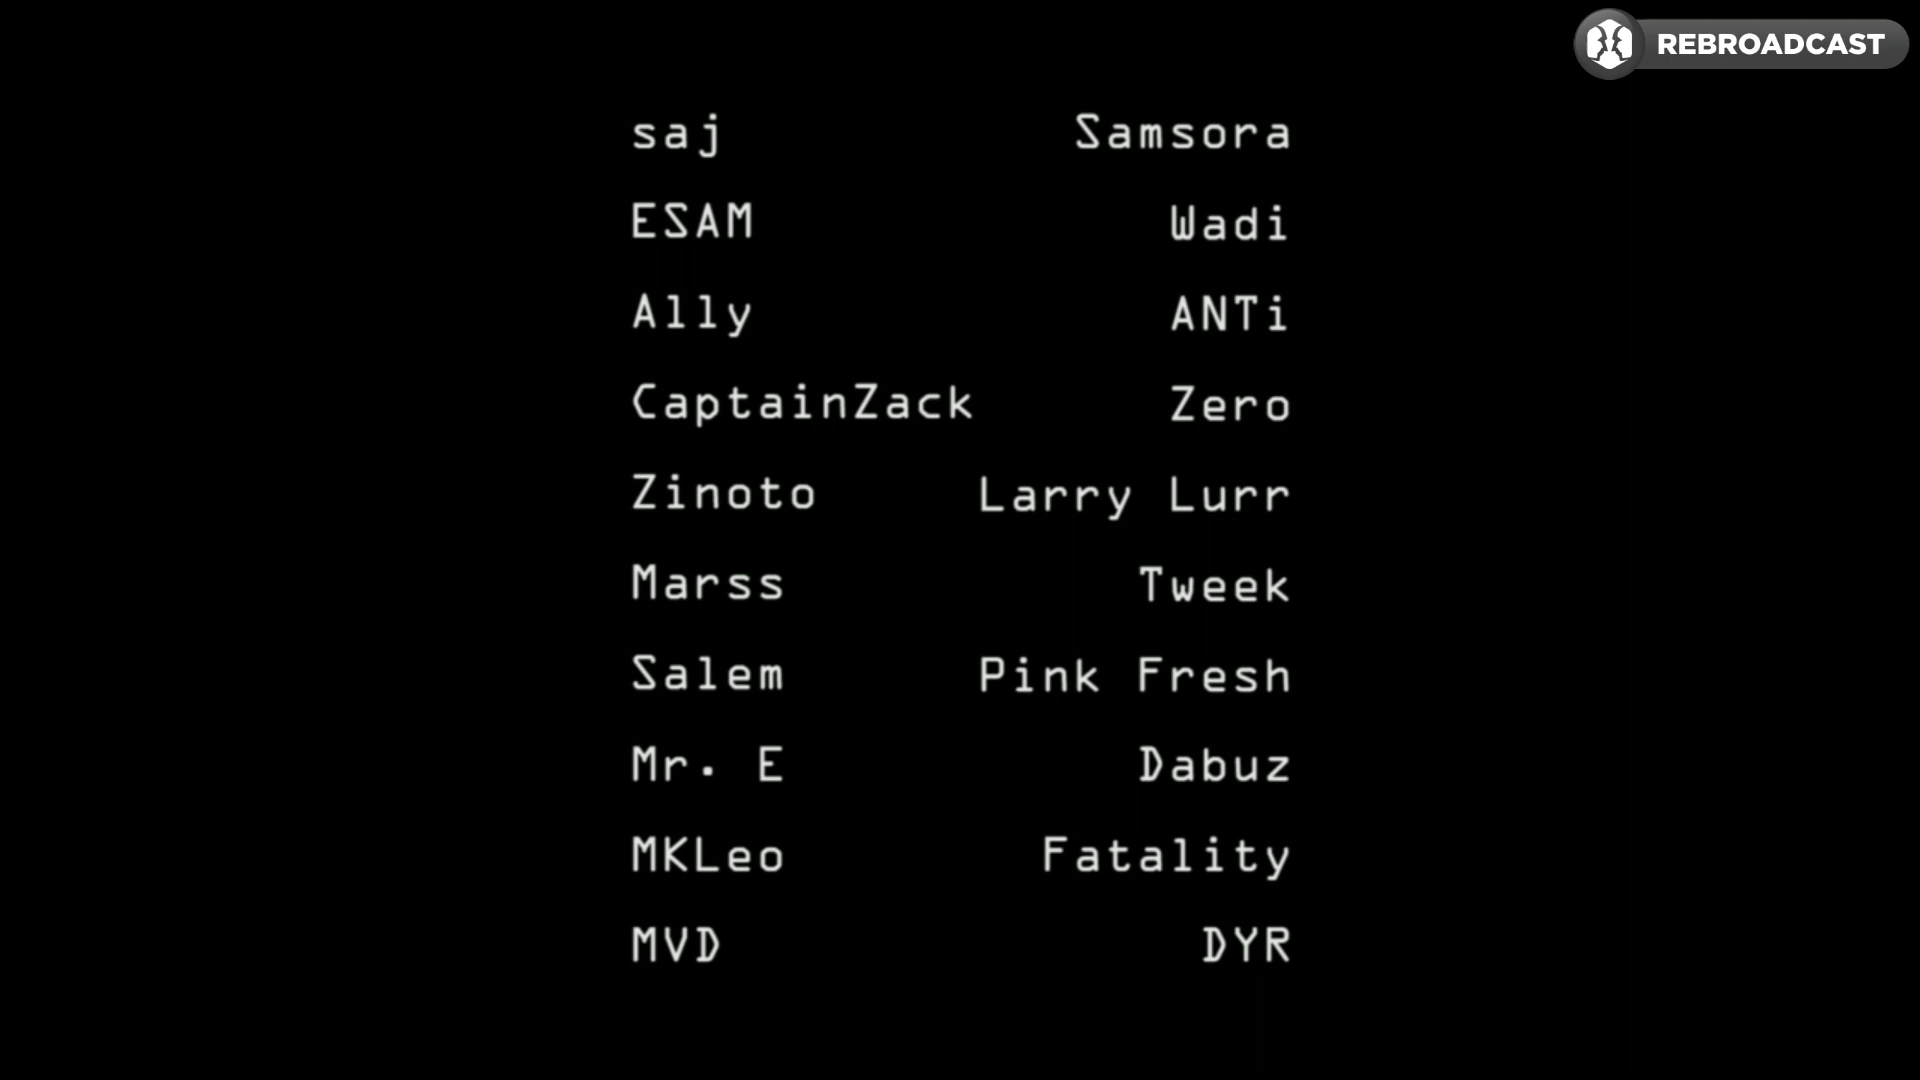 REBROADCAST
saj Samsora
ESAM Wadi
Ally ANTi
CaptainZack Zero
Zinoto Larry Lurr
Marss Tweek
Salem Pink Fresh
Mr. E Dabuz
MKLeo Fatality
MVD DYR